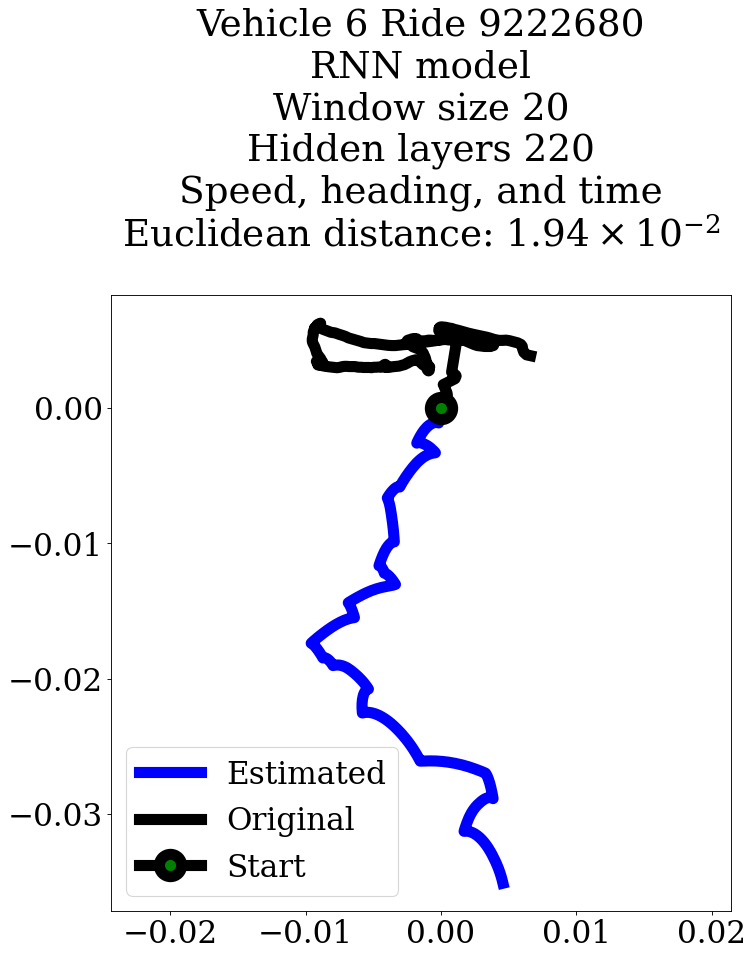 Vehicle 6 Ride 9222680
RNN model
Window size 20
Hidden layers 220
Speed, heading, and time
Euclidean distance: 1.94 × 10⁻²
0.00
−0.01
−0.02
−0.03
Estimated
Original
Start
−0.02 −0.01 0.00 0.01 0.02